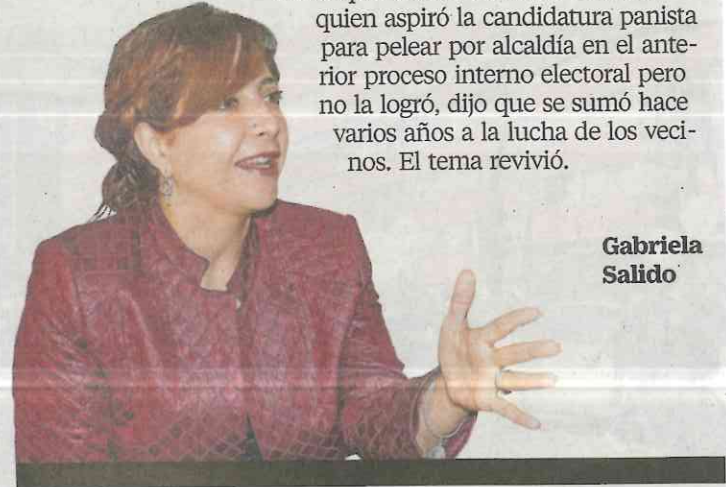 quien aspiró la candidatura panista
para pelear por alcaldía en el ante-
rior proceso interno electoral pero
no la logró, dijo que se sumó hace
varios años a la lucha de los veci-
nos. El tema revivió.
Gabriela
Salido